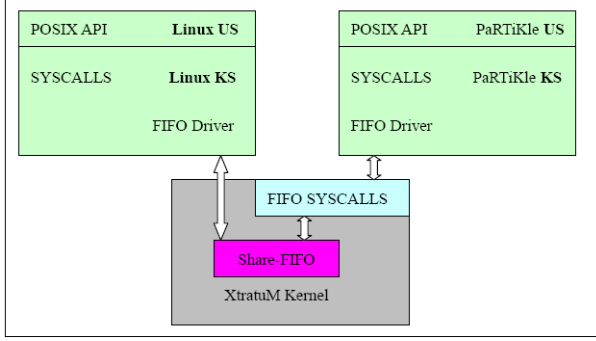 POSIX API Linux US
SYSCALLS Linux KS
FIFO Driver
POSIX API PaRTiKle US
SYSCALLS PaRTiKle KS
FIFO Driver
FIFO SYSCALLS
Share-FIFO
XtratuM Kernel